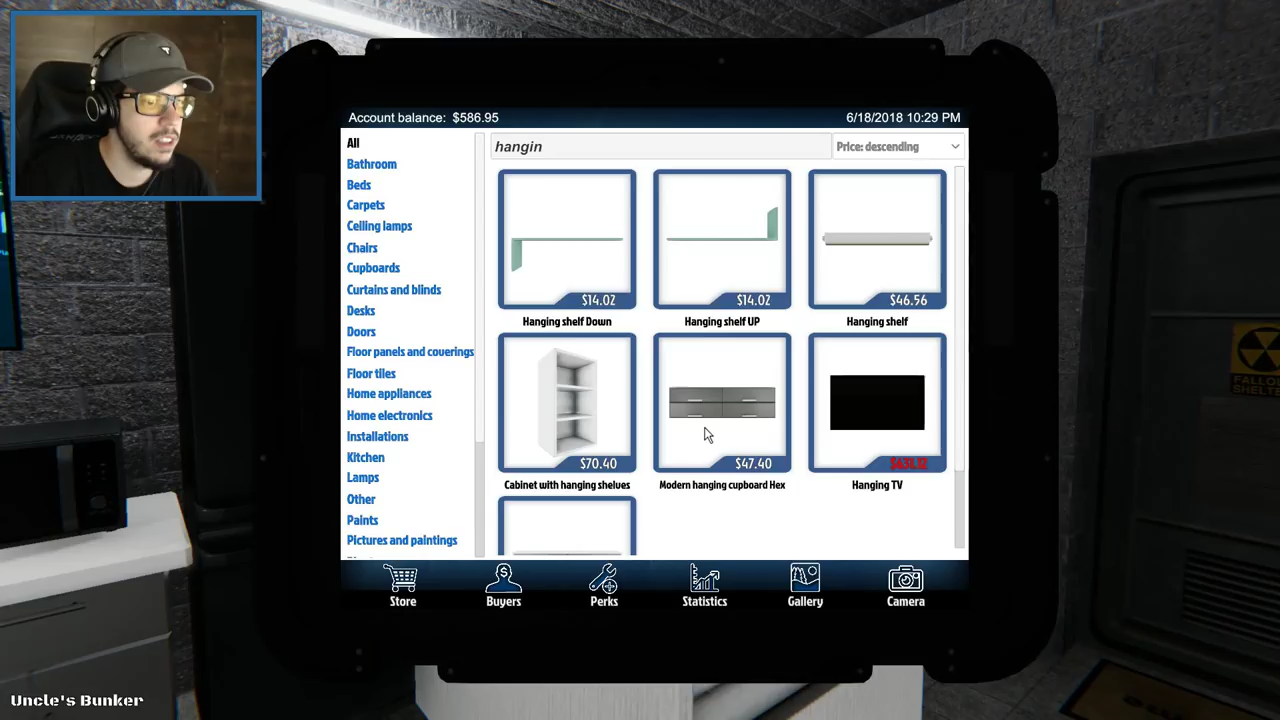 Account balance: $586.95
6/18/2018 10:29 PM
All
Bathroom
Beds
Carpets
Ceiling lamps
Chairs
Cupboards
Curtains and blinds
Desks
Doors
Floor panels and coverings
Floor tiles
Home appliances
Home electronics
Installations
Kitchen
Lamps
Other
Paints
Pictures and paintings
hangin
Price: descending
$14.02
$14.02
$46.56
Hanging shelf Down
Hanging shelf UP
Hanging shelf
$70.40
$47.40
Cabinet with hanging shelves
Modern hanging cupboard Hex
Hanging TV
Store
Buyers
Perks
Statistics
Gallery
Camera
Uncle's Bunker